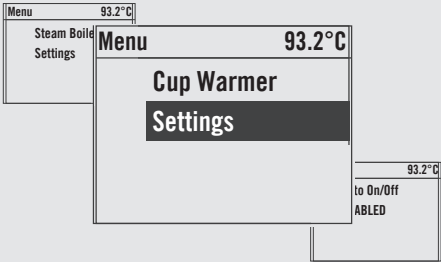 Menu 93.2°C
Steam Boile
Settings
Menu 93.2°C
Cup Warmer
Settings
93.2°C
to On/Off
ABLED